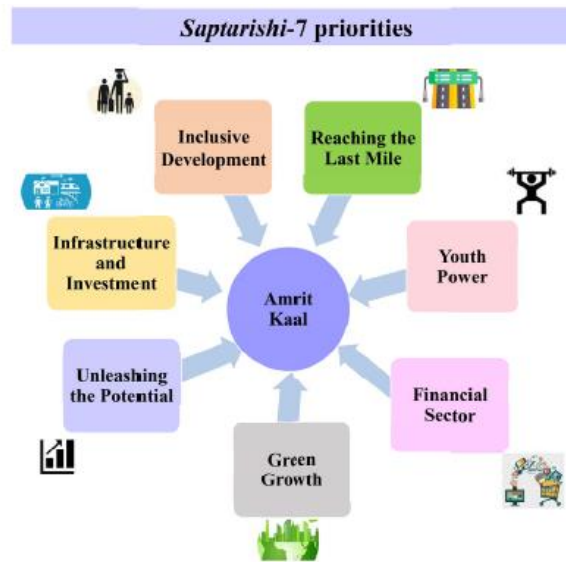 Saptarishi-7 priorities
Inclusive
Development
Reaching the
Last Mile
Infrastructure
and
Investment
Youth
Power
Amrit
Kaal
Unleashing
the Potential
Financial
Sector
Green
Growth